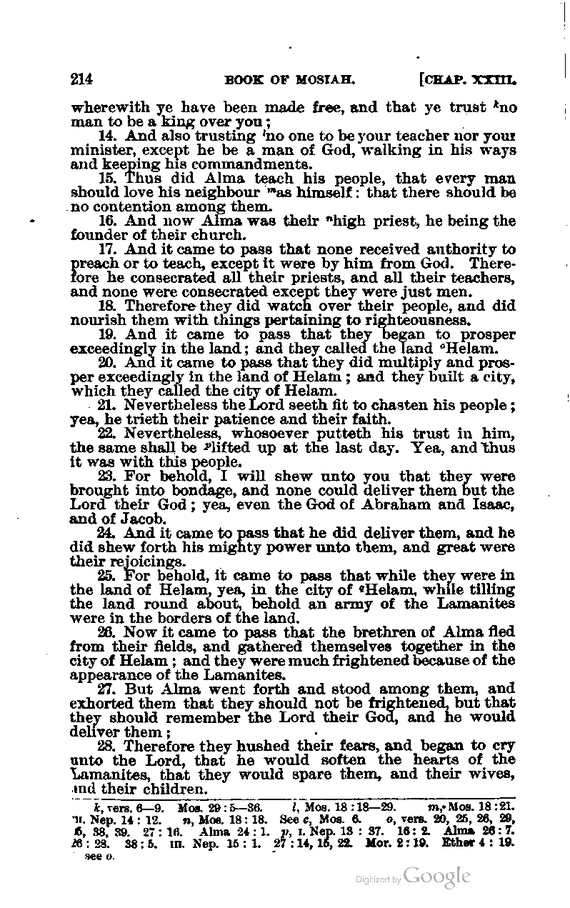 214 BOOK OF MOSIAH. [CHAP. XXIII.
wherewith ye have been made free, and that ye trust ᵏno
man to be a king over you;
14. And also trusting ˡno one to be your teacher nor your
minister, except he be a man of God, walking in his ways
and keeping his commandments.
15. Thus did Alma teach his people, that every man
should love his neighbour ᵐas himself: that there should be
no contention among them.
16. And now Alma was their ⁿhigh priest, he being the
founder of their church.
17. And it came to pass that none received authority to
preach or to teach, except it were by him from God. There-
fore he consecrated all their priests, and all their teachers,
and none were consecrated except they were just men.
18. Therefore they did watch over their people, and did
nourish them with things pertaining to righteousness.
19. And it came to pass that they began to prosper
exceedingly in the land; and they called the land ᵒHelam.
20. And it came to pass that they did multiply and pros-
per exceedingly in the land of Helam; and they built a city,
which they called the city of Helam.
21. Nevertheless the Lord seeth fit to chasten his people;
yea, he trieth their patience and their faith.
22. Nevertheless, whosoever putteth his trust in him,
the same shall be ᵖlifted up at the last day. Yea, and thus
it was with this people.
23. For behold, I will shew unto you that they were
brought into bondage, and none could deliver them but the
Lord their God; yea, even the God of Abraham and Isaac,
and of Jacob.
24. And it came to pass that he did deliver them, and he
did shew forth his mighty power unto them, and great were
their rejoicings.
25. For behold, it came to pass that while they were in
the land of Helam, yea, in the city of Helam, while tilling
the land round about, behold an army of the Lamanites
were in the borders of the land.
26. Now it came to pass that the brethren of Alma fled
from their fields, and gathered themselves together in the
city of Helam; and they were much frightened because of the
appearance of the Lamanites.
27. But Alma went forth and stood among them, and
exhorted them that they should not be frightened, but that
they should remember the Lord their God, and he would
deliver them;
28. Therefore they hushed their fears, and began to cry
unto the Lord, that he would soften the hearts of the
Lamanites, that they would spare them, and their wives,
and their children.
k, vers. 6—9. Mos. 29:5—36. l, Mos. 18:18—29. m, Mos. 18:21.
III. Nep. 14:12. n, Mos. 18:18. See c, Mos. 6. o, vers. 20, 25, 26, 29,
35, 38, 39. 27:16. Alma 24:1. p, I. Nep. 13:37. 16:2. Alma 26:7.
36:28. 38:5. III. Nep. 15:1. 27:14, 15, 22. Mor. 2:19. Ether 4:19.
see o.
Digitized by Google